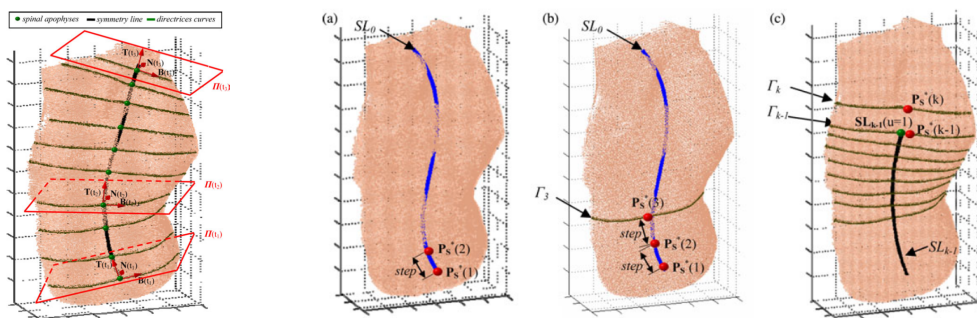 spinal apophyses symmetry line directrices curves
T(t₃)
N(t₃)
B(t₃)
Π(t₃)
T(t₂)
N(t₂)
B(t₂)
Π(t₂)
Π(t₁)
T(t₁)
N(t₁)
B(t₁)
(a)
SL₀
Pₛ*(2)
step
Pₛ*(1)
(b)
SL₀
Γ₃
Pₛ*(3)
step
Pₛ*(2)
step
Pₛ*(1)
(c)
Γₖ
Pₛ*(k)
Γₖ₋₁
SLₖ₋₁(u=1)
Pₛ*(k-1)
SLₖ₋₁